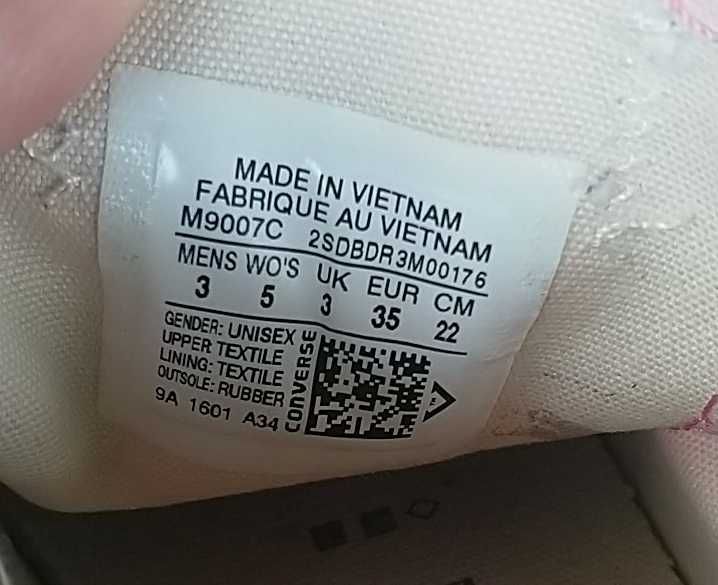 MADE IN VIETNAM
FABRIQUE AU VIETNAM
M9007C 2SDBDR3M00176
MENS WO'S UK EUR CM
3 5 3 35 22
GENDER: UNISEX
UPPER TEXTILE
LINING: TEXTILE
OUTSOLE: RUBBER
9A 1601 A34
CONVERSE